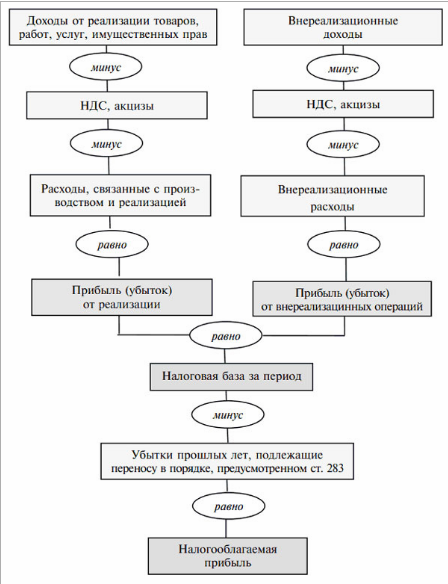 Доходы от реализации товаров,
работ, услуг, имущественных прав
минус
НДС, акцизы
минус
Расходы, связанные с произ-
водством и реализацией
равно
Прибыль (убыток)
от реализации
Внереализационные
доходы
минус
НДС, акцизы
минус
Внереализационные
расходы
равно
Прибыль (убыток)
от внереализацинных операций
равно
Налоговая база за период
минус
Убытки прошлых лет, подлежащие
переносу в порядке, предусмотренном ст. 283
равно
Налогооблагаемая
прибыль